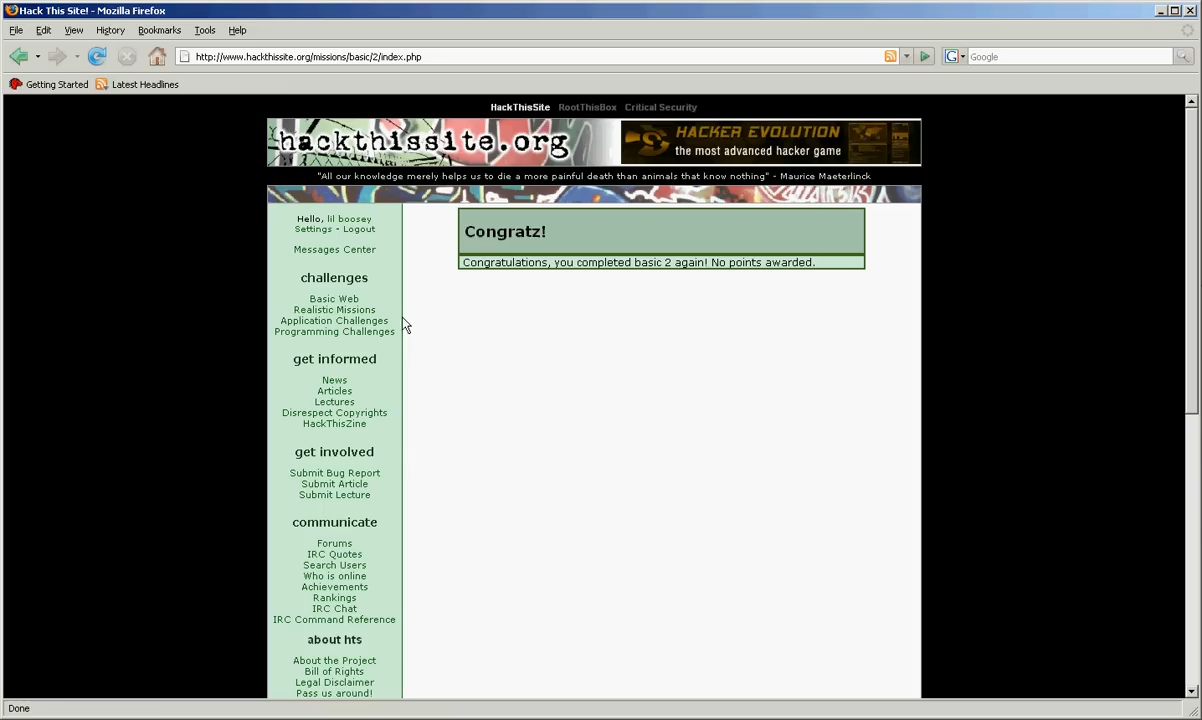 Hack This Site! - Mozilla Firefox
File Edit View History Bookmarks Tools Help
http://www.hackthissite.org/missions/basic/2/index.php
G Google
Getting Started Latest Headlines
HackThisSite RootThisBox Critical Security
hackthissite.org
HACKER EVOLUTION
the most advanced hacker game
"All our knowledge merely helps us to die a more painful death than animals that know nothing" - Maurice Maeterlinck
Hello, lil boosey
Settings - Logout
Messages Center
challenges
Basic Web
Realistic Missions
Application Challenges
Programming Challenges
get informed
News
Articles
Lectures
Disrespect Copyrights
HackThisZine
get involved
Submit Bug Report
Submit Article
Submit Lecture
communicate
Forums
IRC Quotes
Search Users
Who is online
Achievements
Rankings
IRC Chat
IRC Command Reference
about hts
About the Project
Bill of Rights
Legal Disclaimer
Pass us around!
Congratz!
Congratulations, you completed basic 2 again! No points awarded.
Done